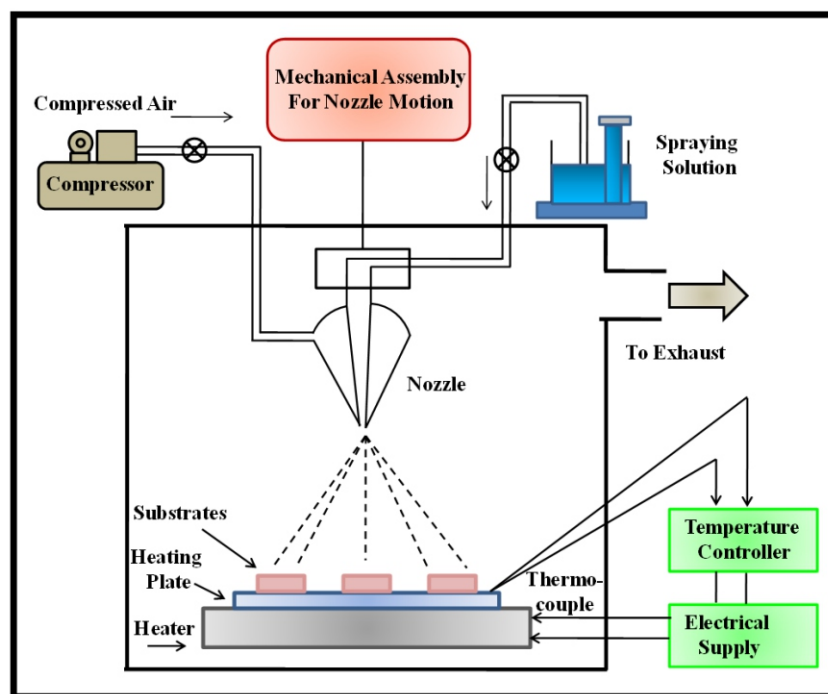 Mechanical Assembly
For Nozzle Motion
Compressed Air
Compressor
Spraying
Solution
To Exhaust
Nozzle
Substrates
Heating
Plate
Heater
Thermo-
couple
Temperature
Controller
Electrical
Supply